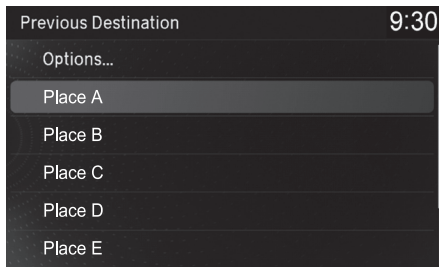 Previous Destination 9:30
Options...
Place A
Place B
Place C
Place D
Place E